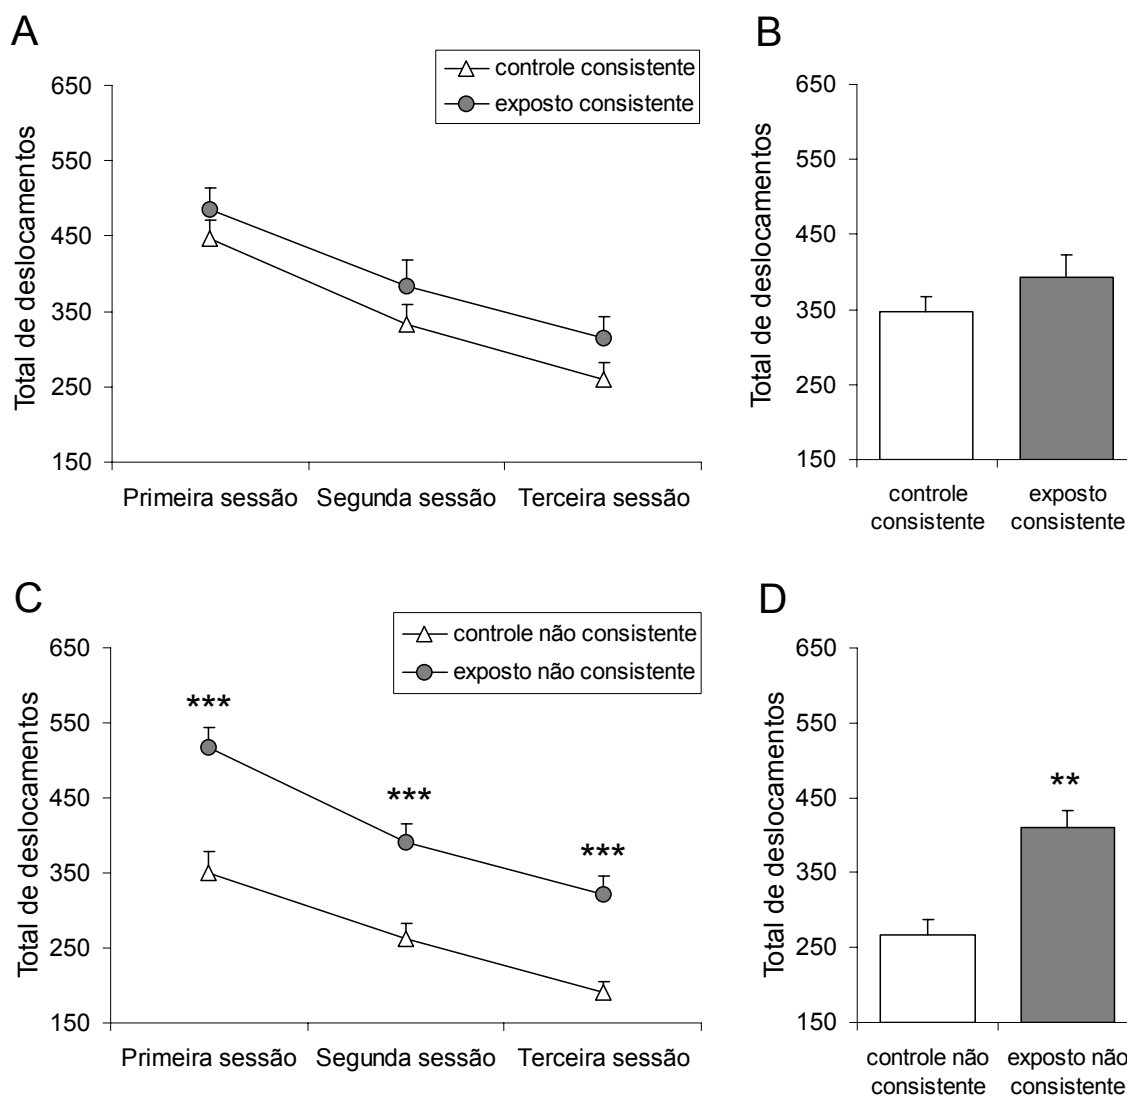 A
controle consistente
exposto consistente
Total de deslocamentos
650
550
450
350
250
150
Primeira sessão
Segunda sessão
Terceira sessão
B
Total de deslocamentos
650
550
450
350
250
150
controle
consistente
exposto
consistente
C
controle não consistente
exposto não consistente
Total de deslocamentos
650
550
450
350
250
150
***
***
***
Primeira sessão
Segunda sessão
Terceira sessão
D
Total de deslocamentos
650
550
450
350
250
150
**
controle não
consistente
exposto não
consistente